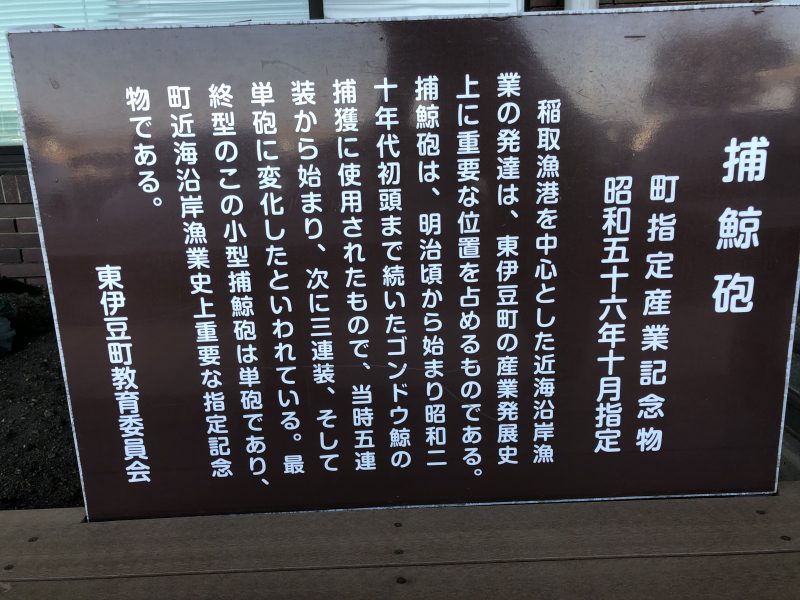 捕鯨砲
町指定産業記念物
昭和五十六年十月指定
稲取漁港を中心とした近海沿岸漁
業の発達は、東伊豆町の産業発展史
上に重要な位置を占めるものである。
捕鯨砲は、明治頃から始まり昭和二
十年代初頭まで続いたゴンドウ鯨の
捕獲に使用されたもので、当時五連
装から始まり、次に三連装、そして
単砲に変化したといわれている。最
終型のこの小型捕鯨砲は単砲であり、
町近海沿岸漁業史上重要な指定記念
物である。
東伊豆町教育委員会